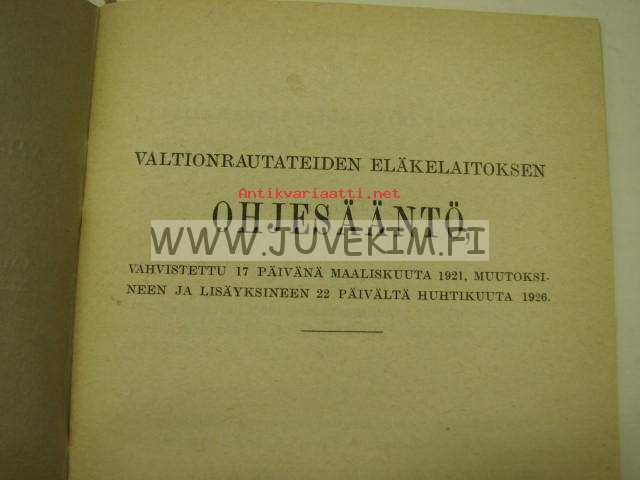 VALTIONRAUTATEIDEN ELÄKELAITOKSEN
Antikvariaatti.net
OHJESÄÄNTÖ,
WWW.JUVEKIM.FI
VAHVISTETTU 17 PÄIVÄNÄ MAALISKUUTA 1921, MUUTOKSI-
NEEN JA LISÄYKSINEEN 22 PÄIVÄLTÄ HUHTIKUUTA 1926.